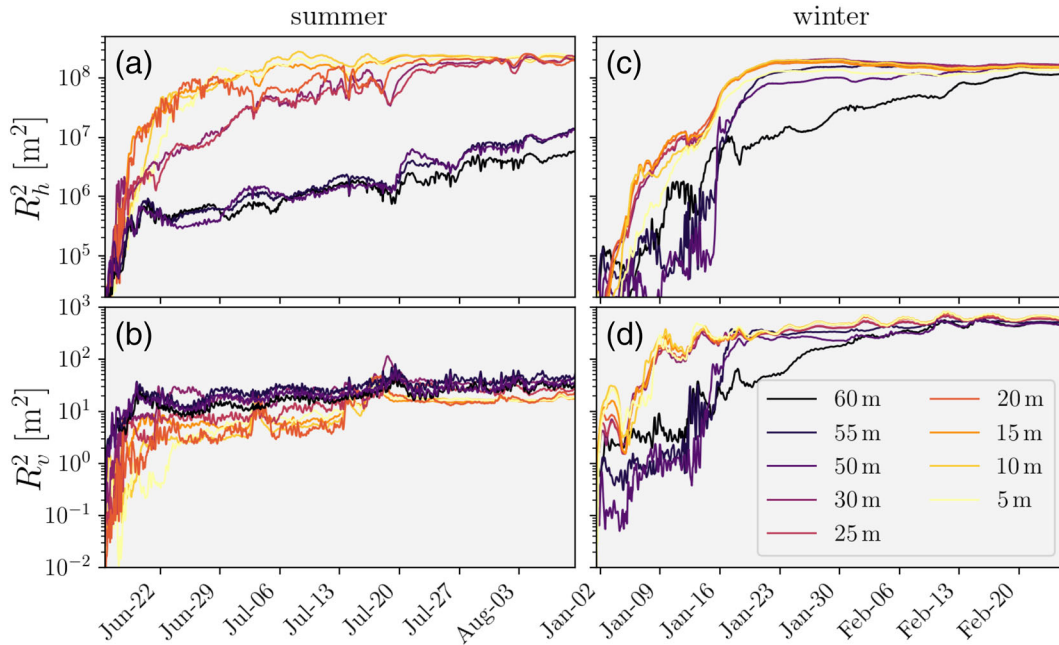 summer
winter
(a)
(c)
10^8
10^7
10^6
10^5
R_h^2 [m^2]
(b)
(d)
10^3
10^2
10^1
10^0
10^{-1}
10^{-2}
R_v^2 [m^2]
60 m
20 m
55 m
15 m
50 m
10 m
30 m
5 m
25 m
Jun-22
Jun-29
Jul-06
Jul-13
Jul-20
Jul-27
Aug-03
Jan-02
Jan-09
Jan-16
Jan-23
Jan-30
Feb-06
Feb-13
Feb-20